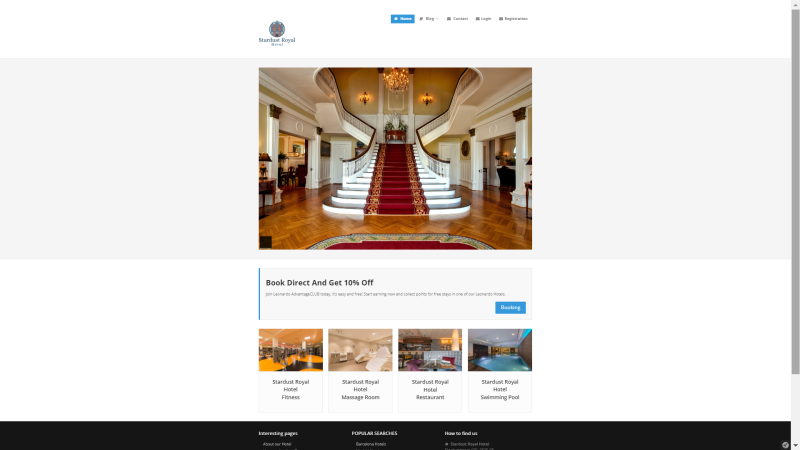 Home
Blog
Contact
Login
Registration
Stardust Royal
Hotel
Book Direct And Get 10% Off
Join Leonardo AdvantageCLUB today, it's easy and free! Start earning now and collect points for free stays in one of our Leonardo Hotels.
Booking
Stardust Royal
Hotel
Fitness
Stardust Royal
Hotel
Massage Room
Stardust Royal
Hotel
Restaurant
Stardust Royal
Hotel
Swimming Pool
Interesting pages
POPULAR SEARCHES
How to find us
About our Hotel
Barcelona Hotels
Stardust Royal Hotel